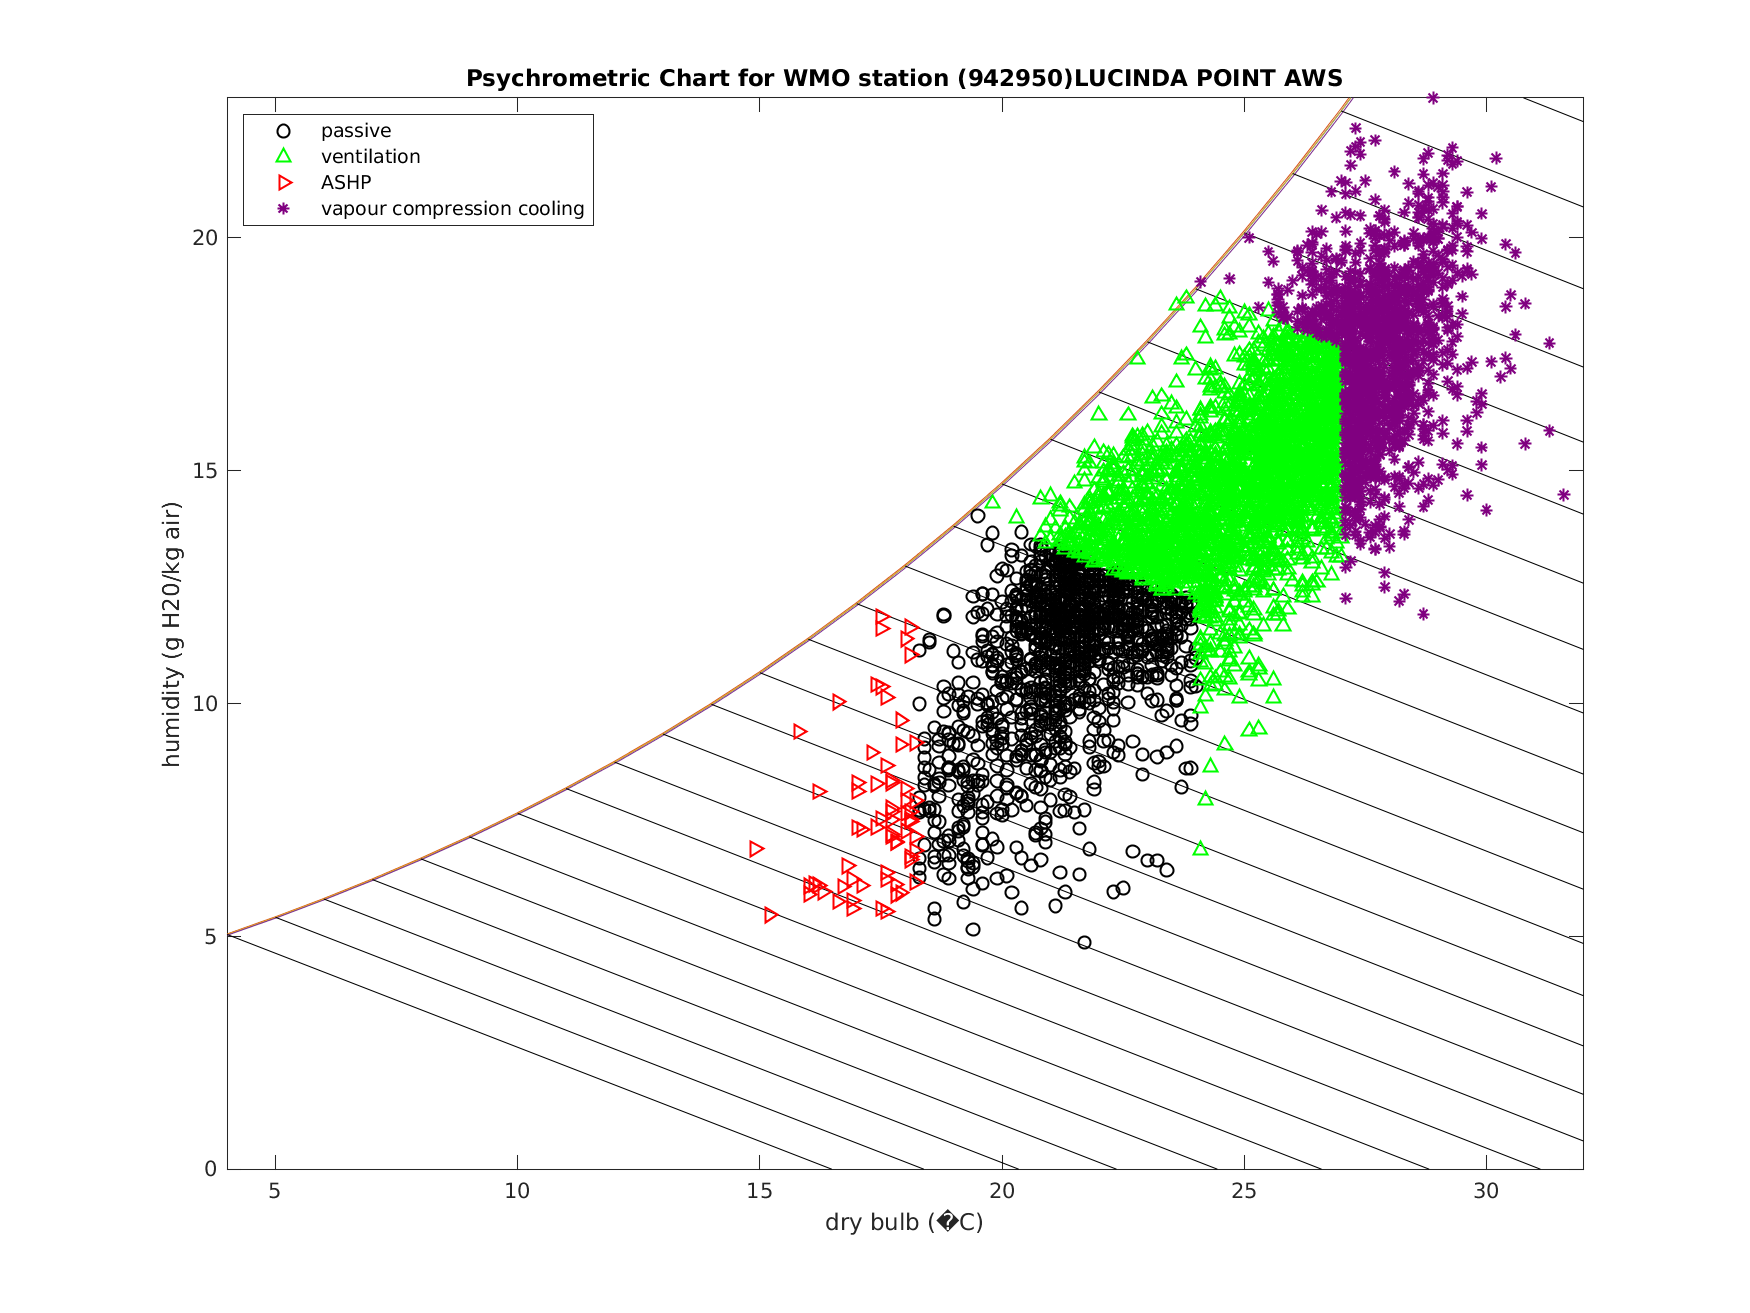 Psychrometric Chart for WMO station (942950)LUCINDA POINT AWS
passive
ventilation
ASHP
vapour compression cooling
humidity (g H20/kg air)
20
15
10
5
0
5 10 15 20 25 30
dry bulb (�C)